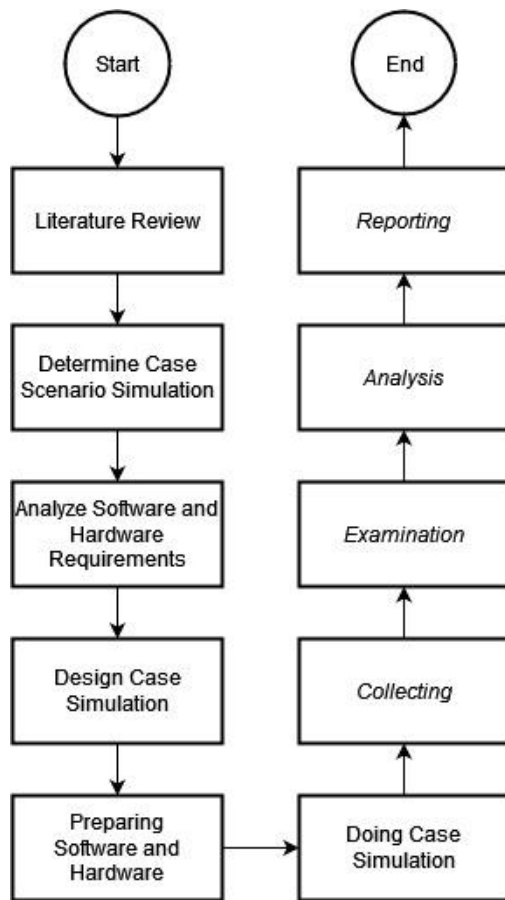 Start
Literature Review
Determine Case
Scenario Simulation
Analyze Software and
Hardware
Requirements
Design Case
Simulation
Preparing
Software and
Hardware
Doing Case
Simulation
Collecting
Examination
Analysis
Reporting
End